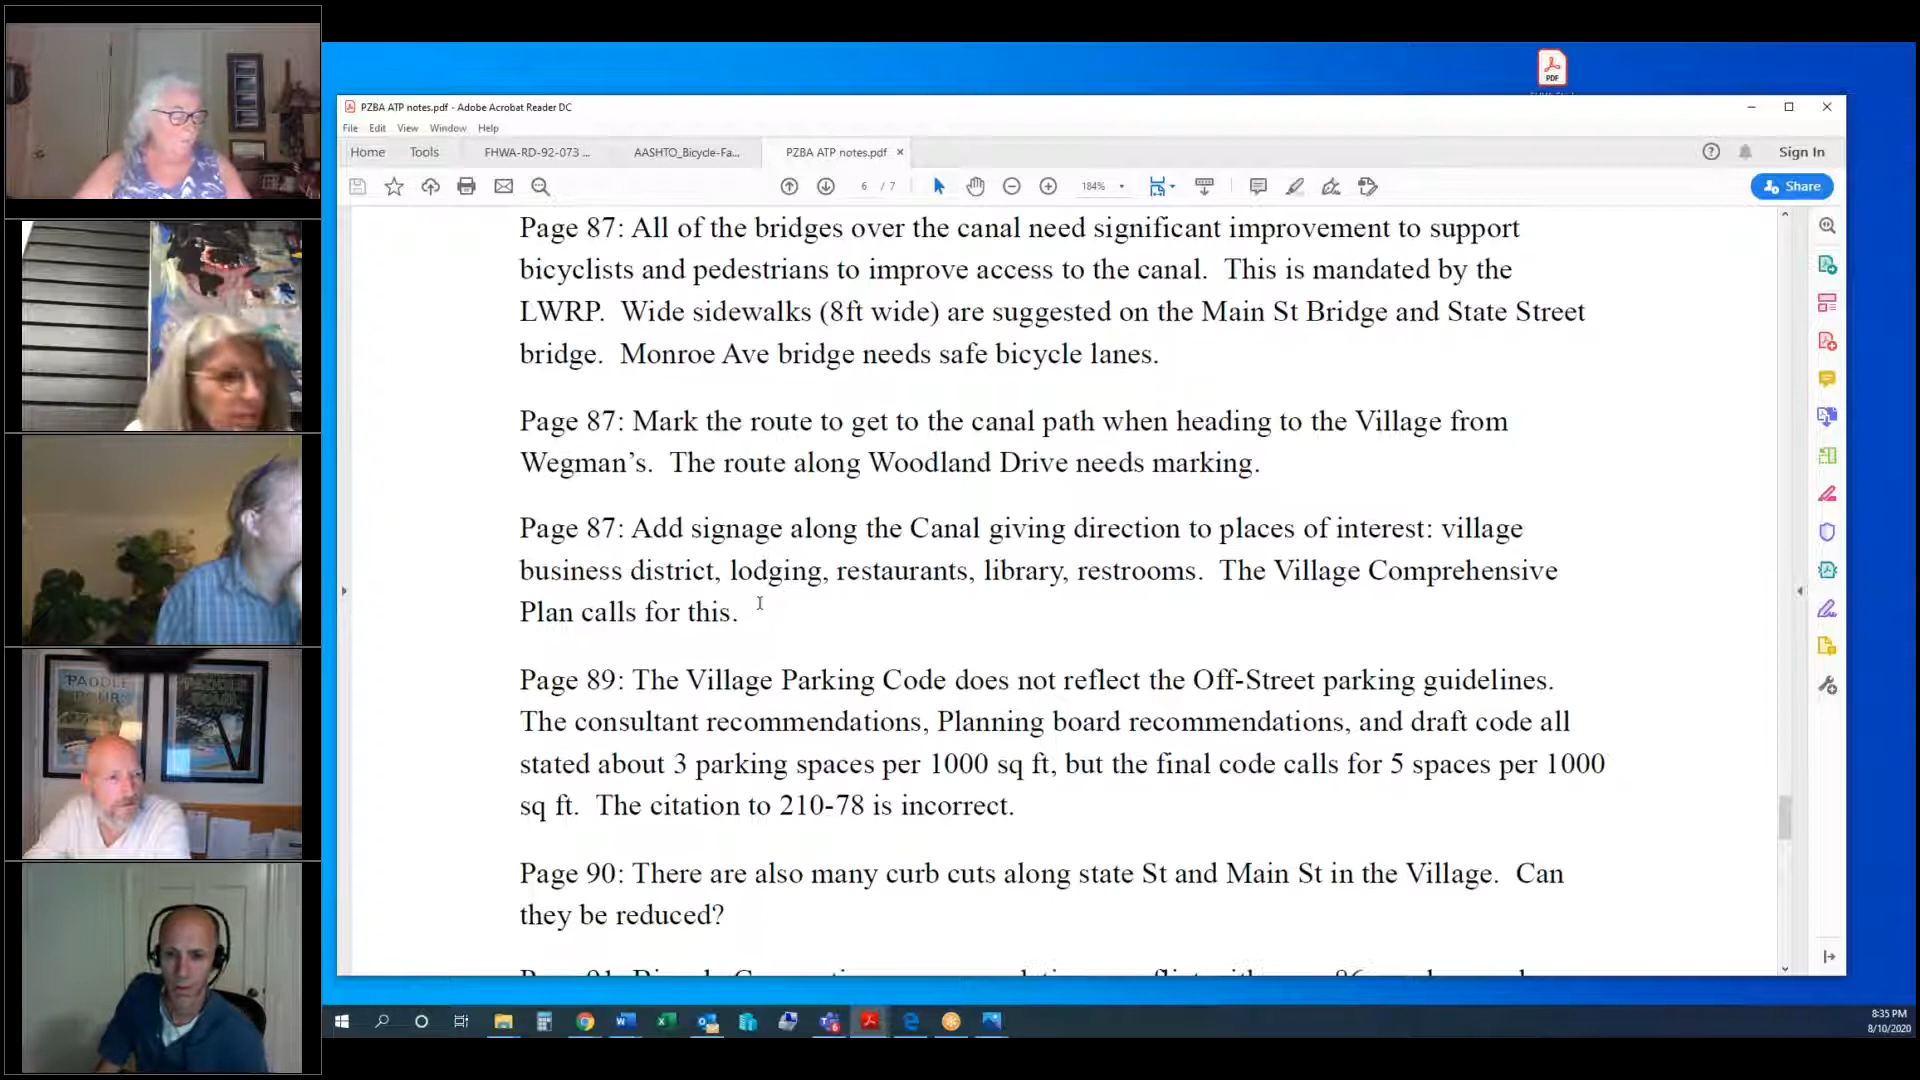 PADDLE
PZBA ATP notes.pdf - Adobe Acrobat Reader DC
File Edit View Window Help
Home Tools FHWA-RD-92-073 ... AASHTO_Bicycle-Fa... PZBA ATP notes.pdf
Sign In
6 / 7
184%
Share
PDF
Page 87: All of the bridges over the canal need significant improvement to support
bicyclists and pedestrians to improve access to the canal.  This is mandated by the
LWRP.  Wide sidewalks (8ft wide) are suggested on the Main St Bridge and State Street
bridge.  Monroe Ave bridge needs safe bicycle lanes.
Page 87: Mark the route to get to the canal path when heading to the Village from
Wegman’s.  The route along Woodland Drive needs marking.
Page 87: Add signage along the Canal giving direction to places of interest: village
business district, lodging, restaurants, library, restrooms.  The Village Comprehensive
Plan calls for this.
Page 89: The Village Parking Code does not reflect the Off-Street parking guidelines.
The consultant recommendations, Planning board recommendations, and draft code all
stated about 3 parking spaces per 1000 sq ft, but the final code calls for 5 spaces per 1000
sq ft.  The citation to 210-78 is incorrect.
Page 90: There are also many curb cuts along state St and Main St in the Village.  Can
they be reduced?
8:35 PM
8/10/2020